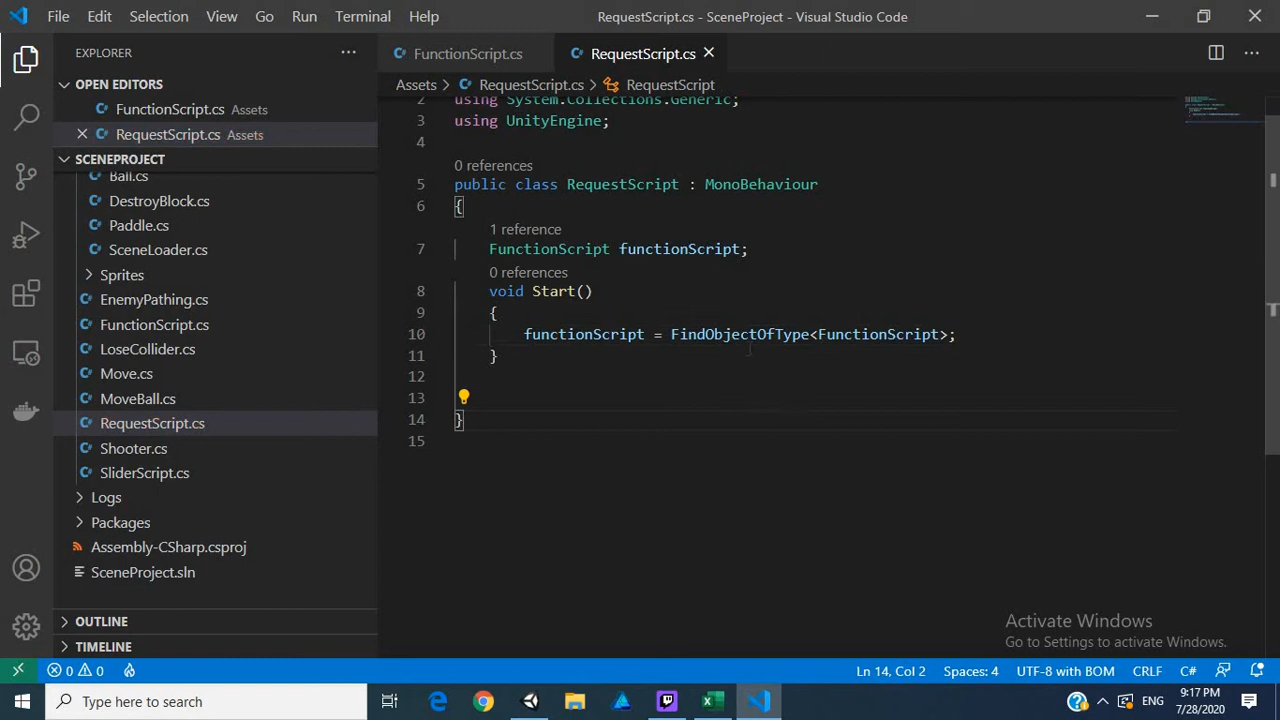 File Edit Selection View Go Run Terminal Help RequestScript.cs - SceneProject - Visual Studio Code
EXPLORER
OPEN EDITORS
FunctionScript.cs Assets
RequestScript.cs Assets
SCENEPROJECT
Ball.cs
DestroyBlock.cs
Paddle.cs
SceneLoader.cs
Sprites
EnemyPathing.cs
FunctionScript.cs
LoseCollider.cs
Move.cs
MoveBall.cs
RequestScript.cs
Shooter.cs
SliderScript.cs
Logs
Packages
Assembly-CSharp.csproj
SceneProject.sln
OUTLINE
TIMELINE
FunctionScript.cs RequestScript.cs
Assets > RequestScript.cs > RequestScript
2 using System.Collections.Generic;
3 using UnityEngine;
4
0 references
5 public class RequestScript : MonoBehaviour
6 {
1 reference
7 FunctionScript functionScript;
0 references
8 void Start()
9 {
10 functionScript = FindObjectOfType<FunctionScript>;
11 }
12
13
14 }
15
Activate Windows
Go to Settings to activate Windows.
0 0 Ln 14, Col 2 Spaces: 4 UTF-8 with BOM CRLF C#
Type here to search
ENG
9:17 PM
7/28/2020